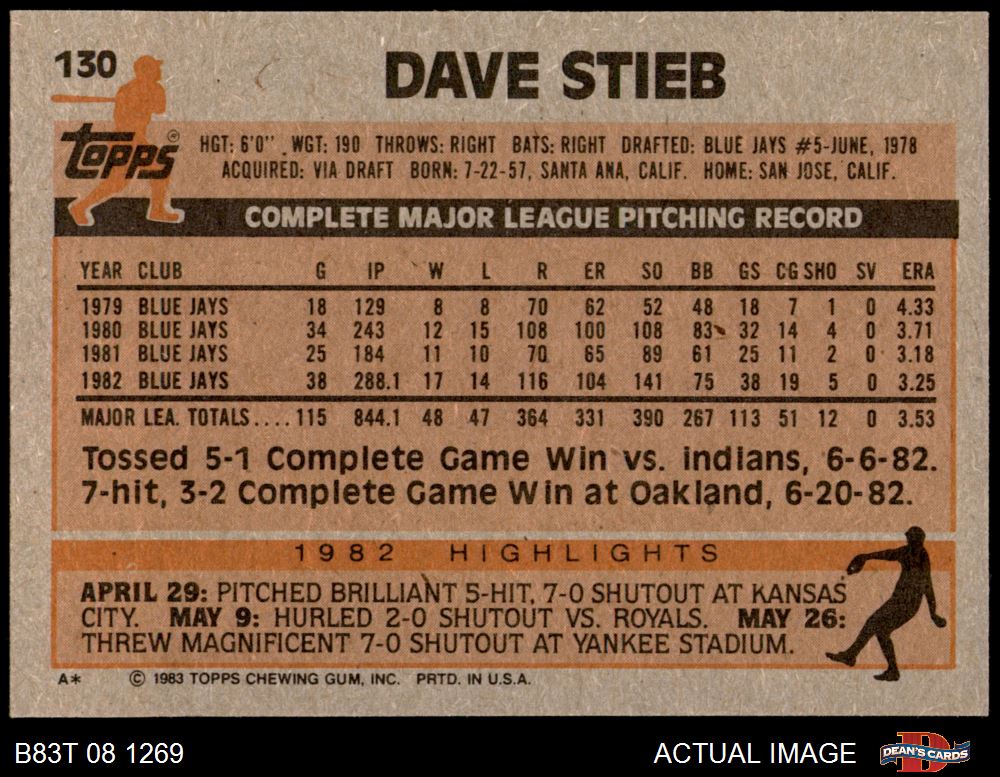 130
DAVE STIEB
topps®
HGT: 6'0" WGT: 190 THROWS: RIGHT BATS: RIGHT DRAFTED: BLUE JAYS #5-JUNE, 1978
ACQUIRED: VIA DRAFT BORN: 7-22-57, SANTA ANA, CALIF. HOME: SAN JOSE, CALIF.
COMPLETE MAJOR LEAGUE PITCHING RECORD
YEAR CLUB G IP W L R ER SO BB GS CG SHO SV ERA
1979 BLUE JAYS 18 129 8 8 70 62 52 48 18 7 1 0 4.33
1980 BLUE JAYS 34 243 12 15 108 100 108 83 32 14 4 0 3.71
1981 BLUE JAYS 25 184 11 10 70 65 89 61 25 11 2 0 3.18
1982 BLUE JAYS 38 288.1 17 14 116 104 141 75 38 19 5 0 3.25
MAJOR LEA. TOTALS.... 115 844.1 48 47 364 331 390 267 113 51 12 0 3.53
Tossed 5-1 Complete Game Win vs. Indians, 6-6-82.
7-hit, 3-2 Complete Game Win at Oakland, 6-20-82.
1982 HIGHLIGHTS
APRIL 29: PITCHED BRILLIANT 5-HIT, 7-0 SHUTOUT AT KANSAS
CITY. MAY 9: HURLED 2-0 SHUTOUT VS. ROYALS. MAY 26:
THREW MAGNIFICENT 7-0 SHUTOUT AT YANKEE STADIUM.
A* © 1983 TOPPS CHEWING GUM, INC. PRTD. IN U.S.A.
B83T 08 1269 ACTUAL IMAGE D DEAN'S CARDS